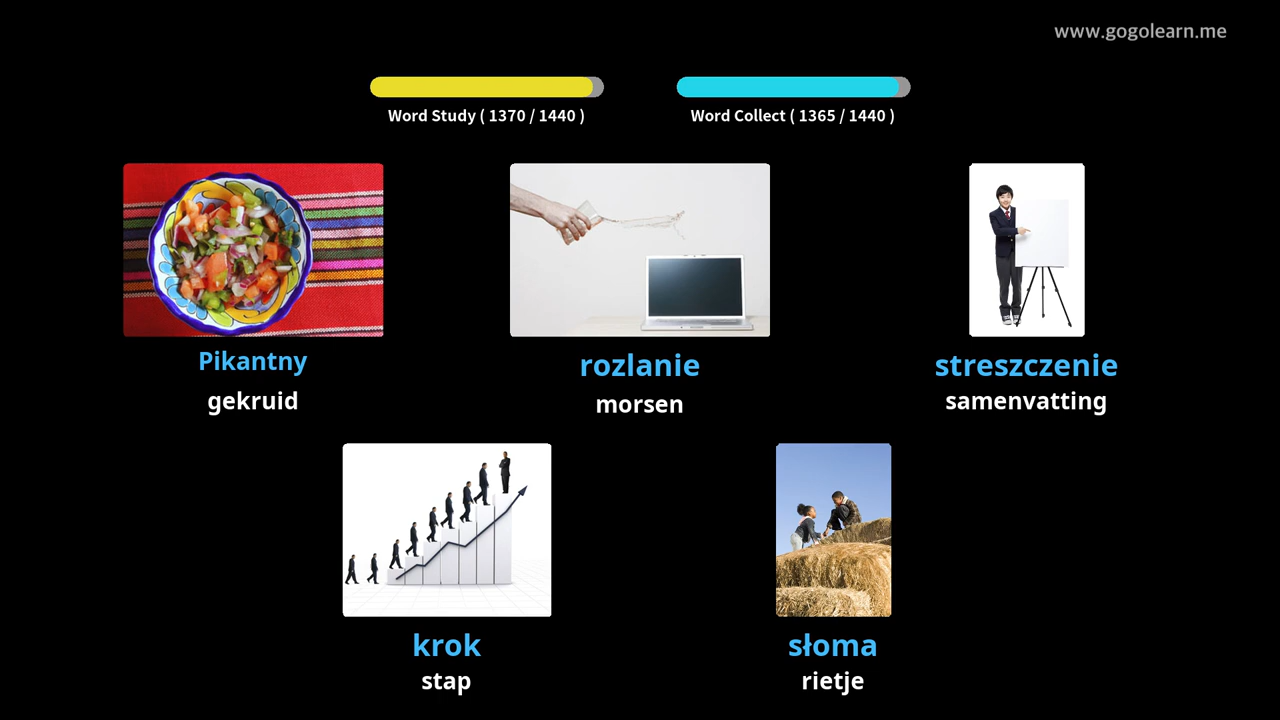 www.gogolearn.me
Word Study ( 1370 / 1440 )
Word Collect ( 1365 / 1440 )
Pikantny
gekruid
rozlanie
morsen
streszczenie
samenvatting
krok
stap
słoma
rietje